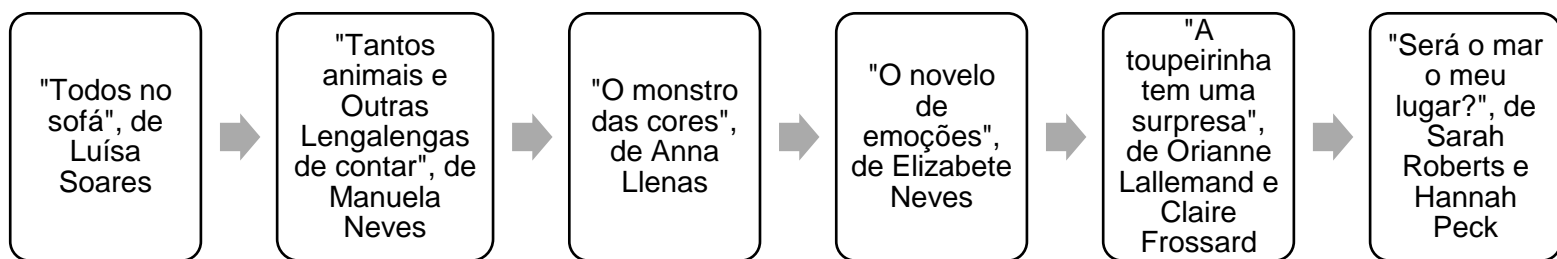 "Todos no
sofá", de
Luísa
Soares
"Tantos
animais e
Outras
Lengalengas
de contar", de
Manuela
Neves
"O monstro
das cores",
de Anna
Llenas
"O novelo
de
emoções",
de Elizabete
Neves
"A
toupeirinha
tem uma
surpresa",
de Orianne
Lallemand e
Claire
Frossard
"Será o mar
o meu
lugar?", de
Sarah
Roberts e
Hannah
Peck